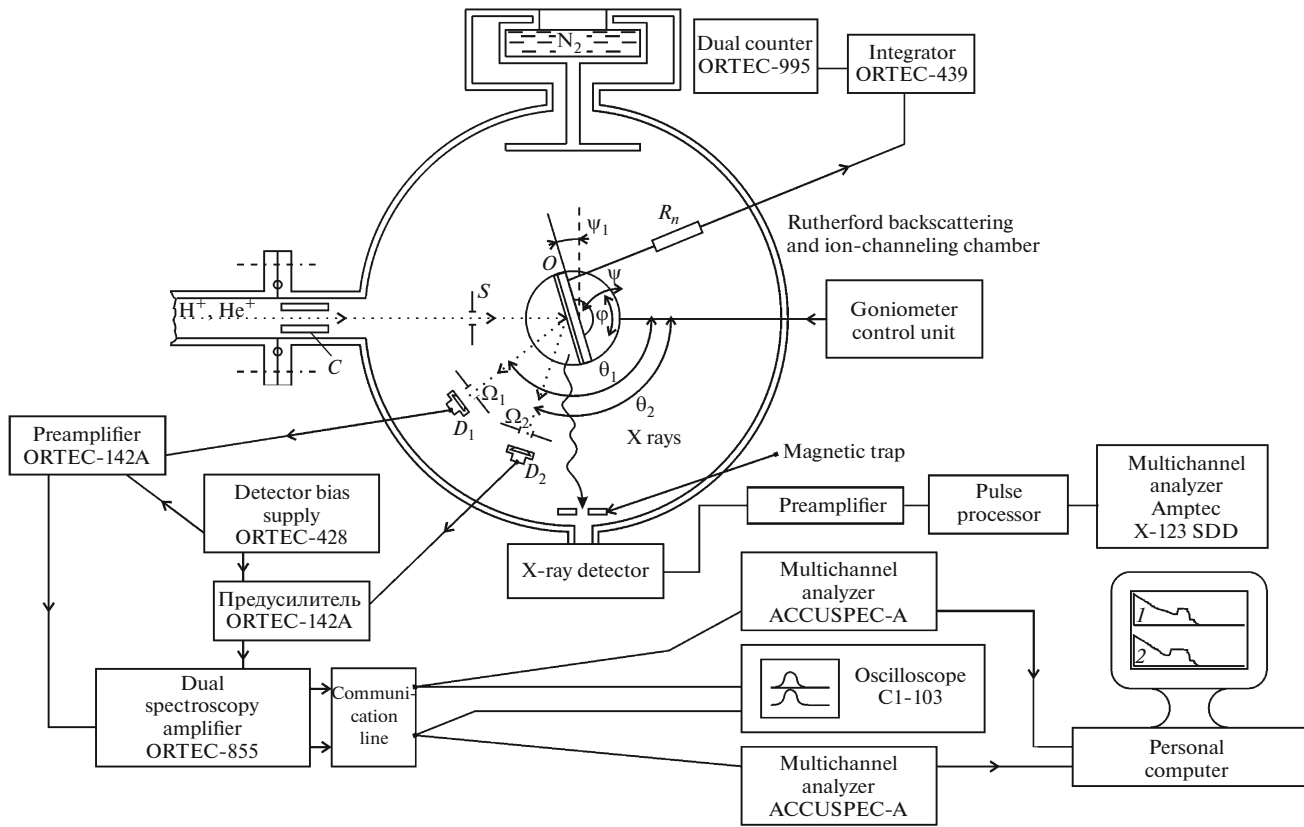 N₂
Dual counter
ORTEC-995
Integrator
ORTEC-439
Rₙ
ψ₁
Rutherford backscattering
and ion-channeling chamber
O
ψ
φ
H⁺, He⁺
S
C
Goniometer
control unit
θ₁
θ₂
Ω₁
Ω₂
D₁
D₂
X rays
Magnetic trap
Preamplifier
ORTEC-142A
Detector bias
supply
ORTEC-428
Preamplifier
Pulse
processor
Multichannel
analyzer
Amptec
X-123 SDD
X-ray detector
Предусилитель
ORTEC-142A
Multichannel
analyzer
ACCUSPEC-A
1
2
Dual
spectroscopy
amplifier
ORTEC-855
Communi-
cation
line
Oscilloscope
C1-103
Multichannel
analyzer
ACCUSPEC-A
Personal
computer